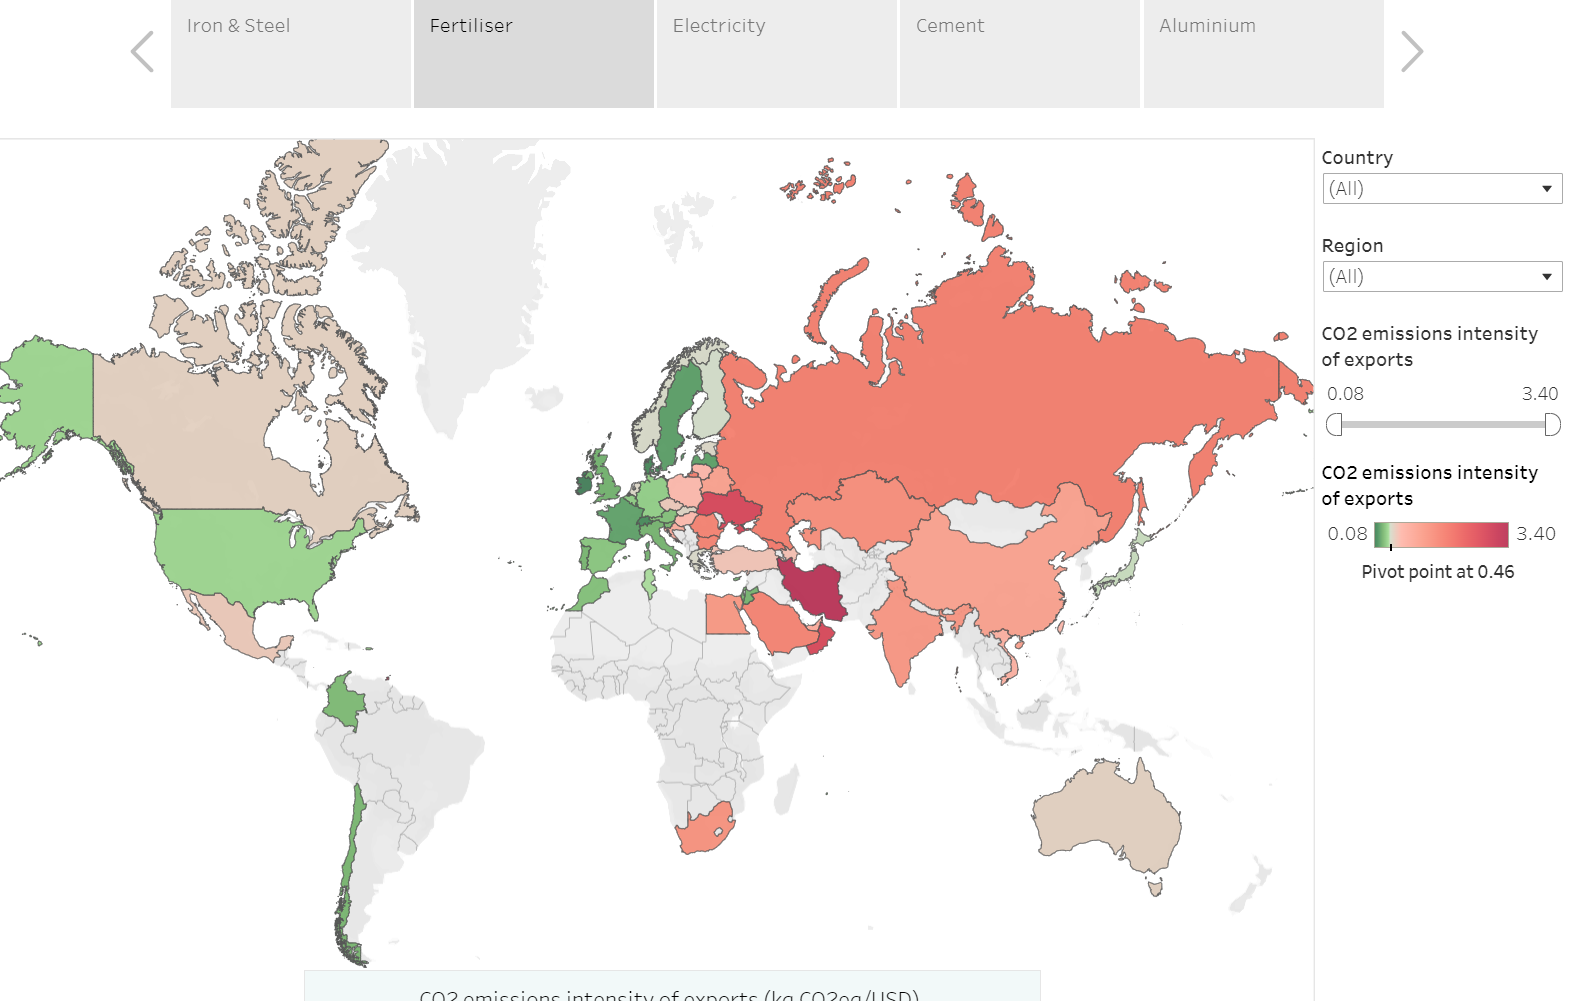 Iron & Steel
Fertiliser
Electricity
Cement
Aluminium
Country
(All)
Region
(All)
CO2 emissions intensity
of exports
0.08
3.40
CO2 emissions intensity
of exports
0.08
3.40
Pivot point at 0.46
CO2 emissions intensity of exports (kg CO2eq/USD)